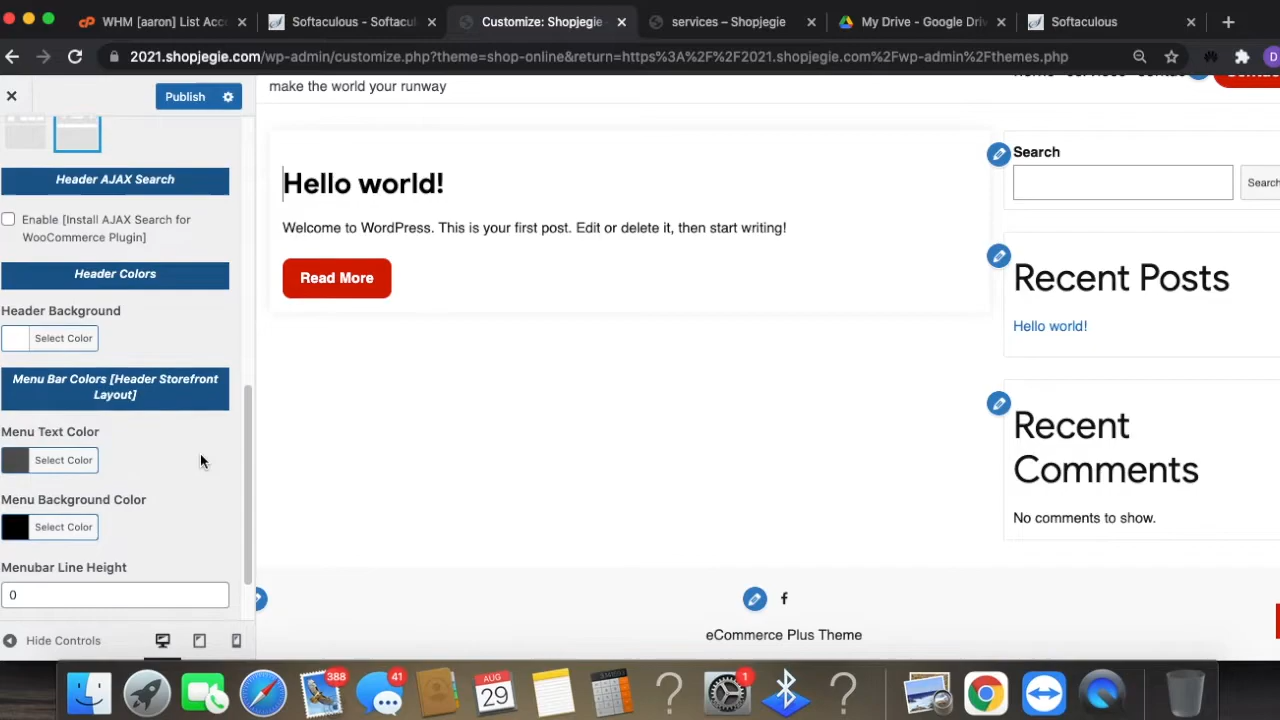 WHM [aaron] List Acc
Softaculous - Softacul
Customize: Shopjegie
services – Shopjegie
My Drive - Google Dri
Softaculous
2021.shopjegie.com/wp-admin/customize.php?theme=shop-online&return=https%3A%2F%2F2021.shopjegie.com%2Fwp-admin%2Fthemes.php
D
Publish
make the world your runway
Header AJAX Search
Enable [Install AJAX Search for
WooCommerce Plugin]
Header Colors
Header Background
Select Color
Menu Bar Colors [Header Storefront
Layout]
Menu Text Color
Select Color
Menu Background Color
Select Color
Menubar Line Height
0
Hide Controls
Hello world!
Welcome to WordPress. This is your first post. Edit or delete it, then start writing!
Read More
Search
Search
Recent Posts
Hello world!
Recent
Comments
No comments to show.
eCommerce Plus Theme
388
41
AUG
29
1